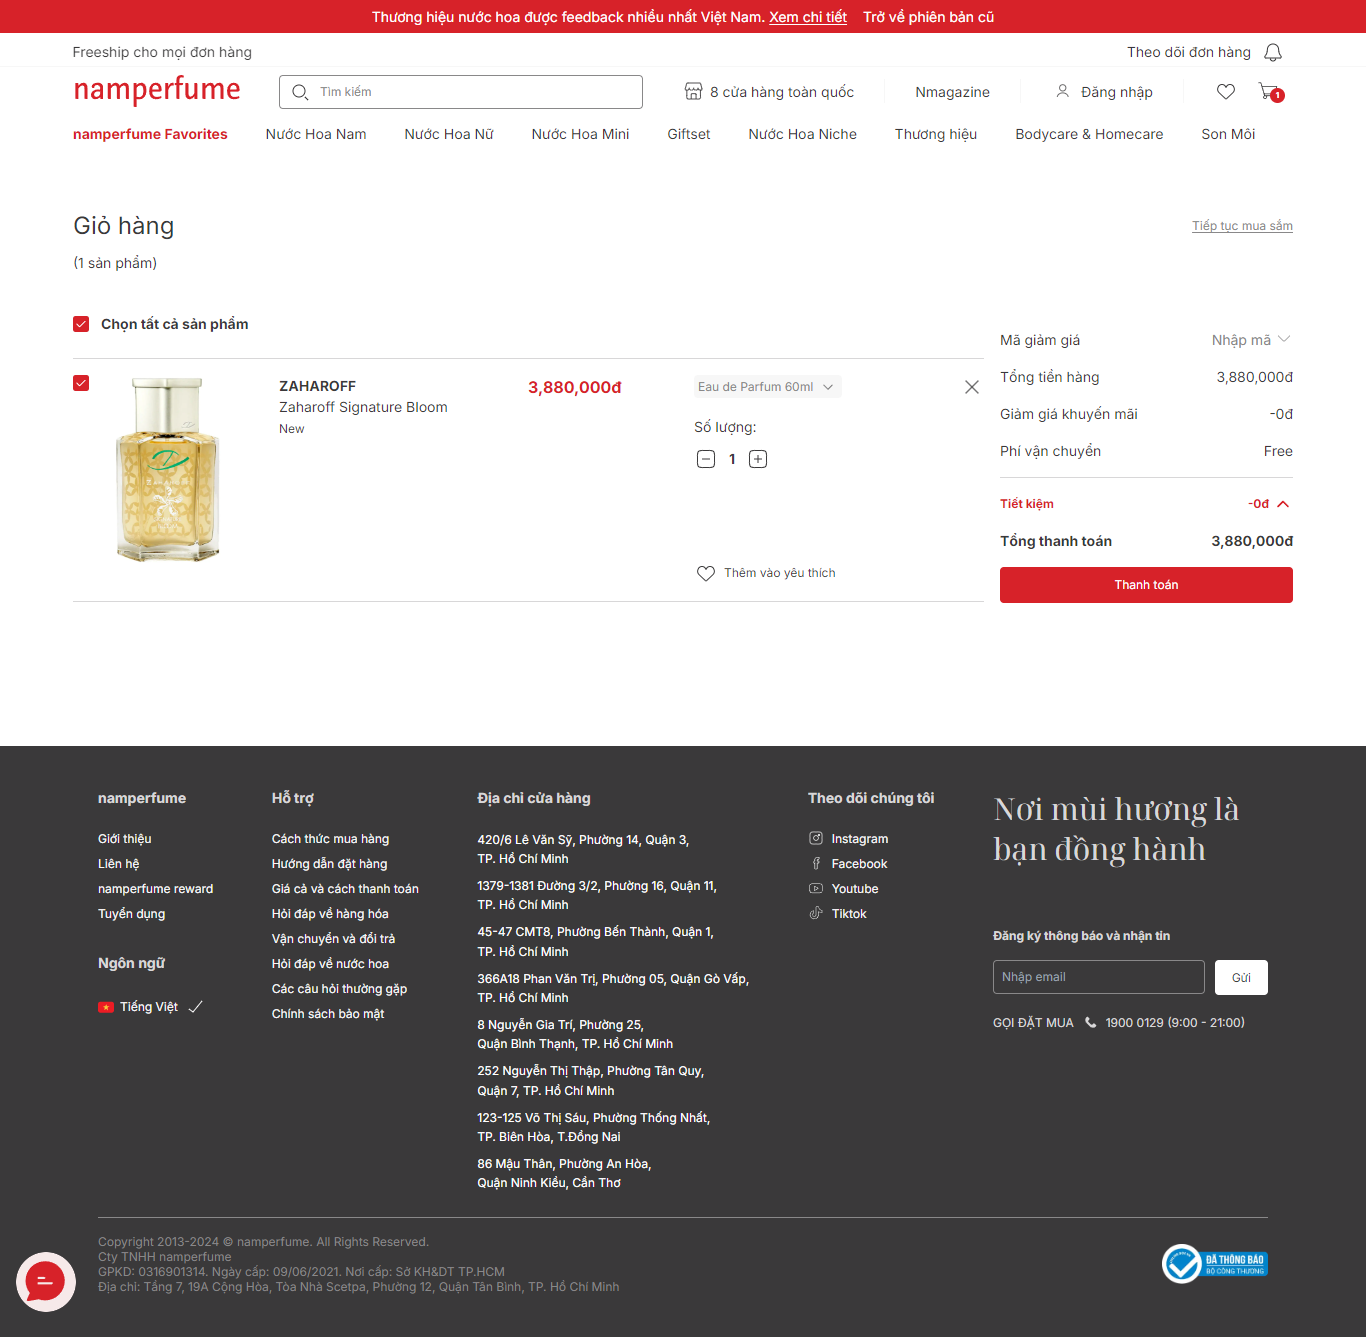 Thương hiệu nước hoa được feedback nhiều nhất Việt Nam. Xem chi tiết Trở về phiên bản cũ
Freeship cho mọi đơn hàng
Theo dõi đơn hàng
namperfume
Tìm kiếm
8 cửa hàng toàn quốc
Nmagazine
Đăng nhập
1
namperfume Favorites
Nước Hoa Nam
Nước Hoa Nữ
Nước Hoa Mini
Giftset
Nước Hoa Niche
Thương hiệu
Bodycare & Homecare
Son Môi
Giỏ hàng
Tiếp tục mua sắm
(1 sản phẩm)
Chọn tất cả sản phẩm
ZAHAROFF
Zaharoff Signature Bloom
New
3,880,000đ
Eau de Parfum 60ml
Số lượng:
1
Thêm vào yêu thích
Mã giảm giá
Nhập mã
Tổng tiền hàng
3,880,000đ
Giảm giá khuyến mãi
-0đ
Phí vận chuyển
Free
Tiết kiệm
-0đ
Tổng thanh toán
3,880,000đ
Thanh toán
namperfume
Giới thiệu
Liên hệ
namperfume reward
Tuyển dụng
Ngôn ngữ
Tiếng Việt
Hỗ trợ
Cách thức mua hàng
Hướng dẫn đặt hàng
Giá cả và cách thanh toán
Hỏi đáp về hàng hóa
Vận chuyển và đổi trả
Hỏi đáp về nước hoa
Các câu hỏi thường gặp
Chính sách bảo mật
Địa chỉ cửa hàng
420/6 Lê Văn Sỹ, Phường 14, Quận 3,
TP. Hồ Chí Minh
1379-1381 Đường 3/2, Phường 16, Quận 11,
TP. Hồ Chí Minh
45-47 CMT8, Phường Bến Thành, Quận 1,
TP. Hồ Chí Minh
366A18 Phan Văn Trị, Phường 05, Quận Gò Vấp,
TP. Hồ Chí Minh
8 Nguyễn Gia Trí, Phường 25,
Quận Bình Thạnh, TP. Hồ Chí Minh
252 Nguyễn Thị Thập, Phường Tân Quy,
Quận 7, TP. Hồ Chí Minh
123-125 Võ Thị Sáu, Phường Thống Nhất,
TP. Biên Hòa, T.Đồng Nai
86 Mậu Thân, Phường An Hòa,
Quận Ninh Kiều, Cần Thơ
Theo dõi chúng tôi
Instagram
Facebook
Youtube
Tiktok
Nơi mùi hương là
bạn đồng hành
Đăng ký thông báo và nhận tin
Nhập email
Gửi
GỌI ĐẶT MUA 1900 0129 (9:00 - 21:00)
Copyright 2013-2024 © namperfume. All Rights Reserved.
Cty TNHH namperfume
GPKD: 0316901314. Ngày cấp: 09/06/2021. Nơi cấp: Sở KH&DT TP.HCM
Địa chỉ: Tầng 7, 19A Cộng Hòa, Tòa Nhà Scetpa, Phường 12, Quận Tân Bình, TP. Hồ Chí Minh
ĐÃ THÔNG BÁO
BỘ CÔNG THƯƠNG